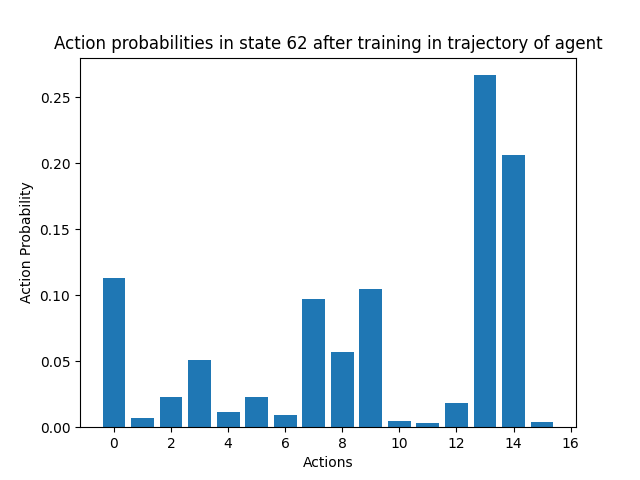 Action probabilities in state 62 after training in trajectory of agent
Action Probability
0.25
0.20
0.15
0.10
0.05
0.00
0 2 4 6 8 10 12 14 16
Actions